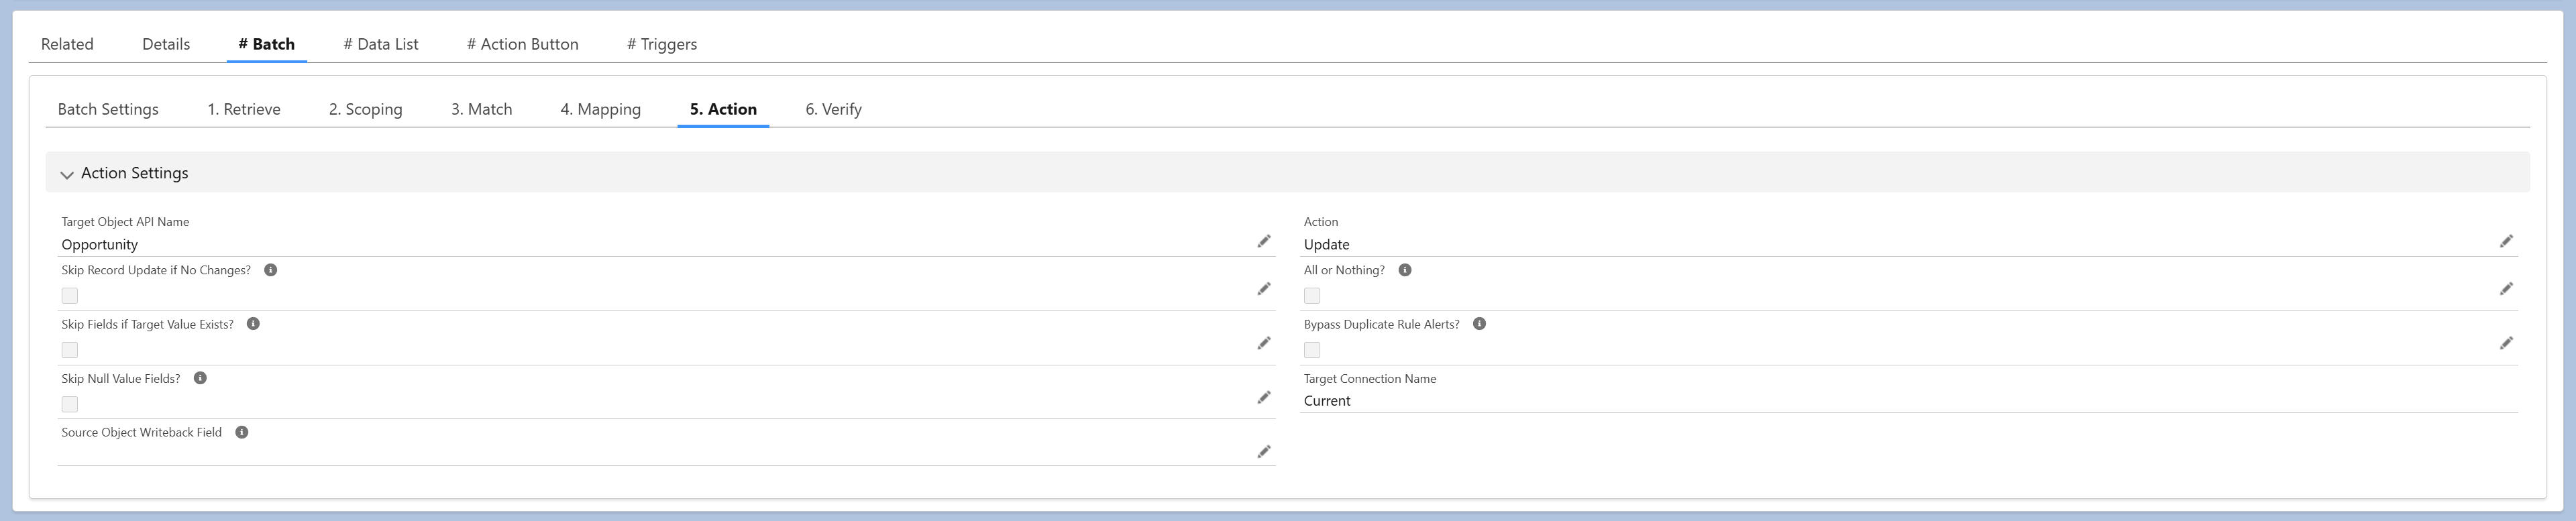 Related Details # Batch # Data List # Action Button # Triggers
Batch Settings 1. Retrieve 2. Scoping 3. Match 4. Mapping 5. Action 6. Verify
Action Settings
Target Object API Name
Opportunity
Action
Update
Skip Record Update if No Changes?
All or Nothing?
Skip Fields if Target Value Exists?
Bypass Duplicate Rule Alerts?
Skip Null Value Fields?
Target Connection Name
Current
Source Object Writeback Field